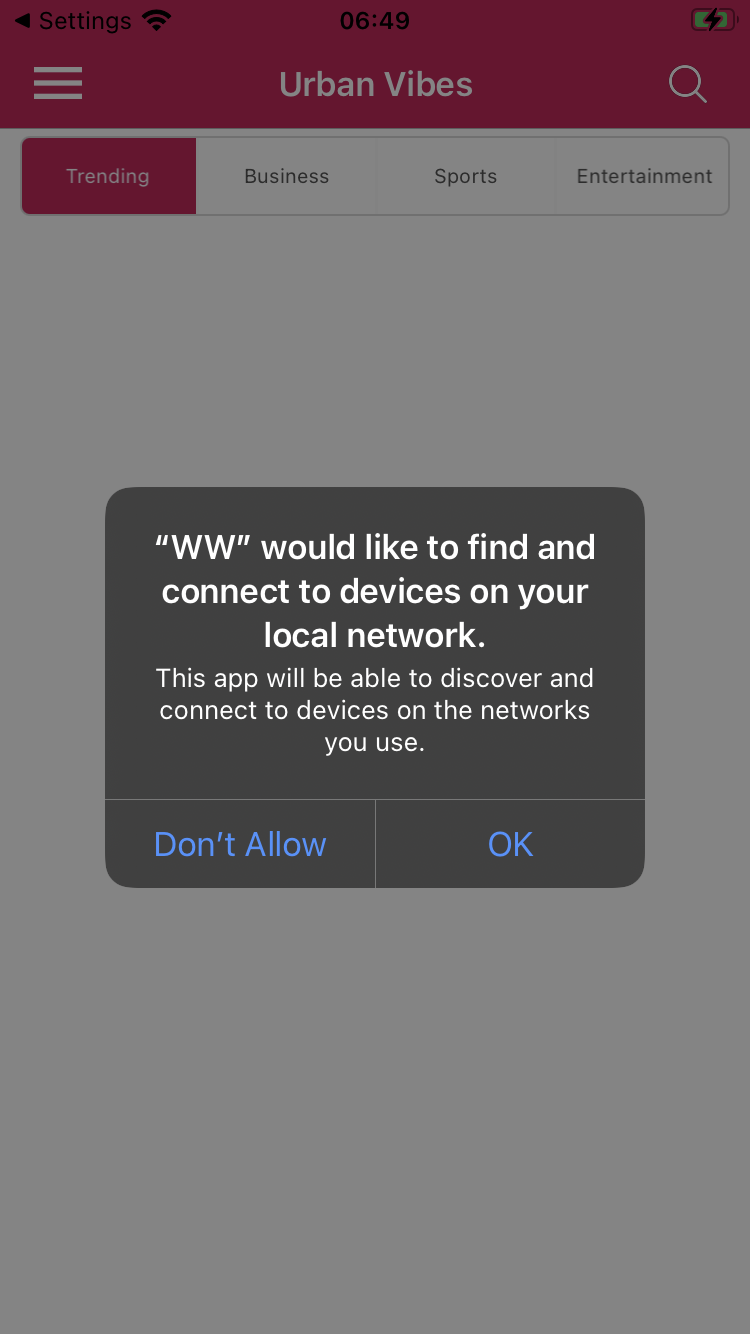 Settings
06:49
Urban Vibes
Trending
Business
Sports
Entertainment
“WW” would like to find and
connect to devices on your
local network.
This app will be able to discover and
connect to devices on the networks
you use.
Don’t Allow
OK